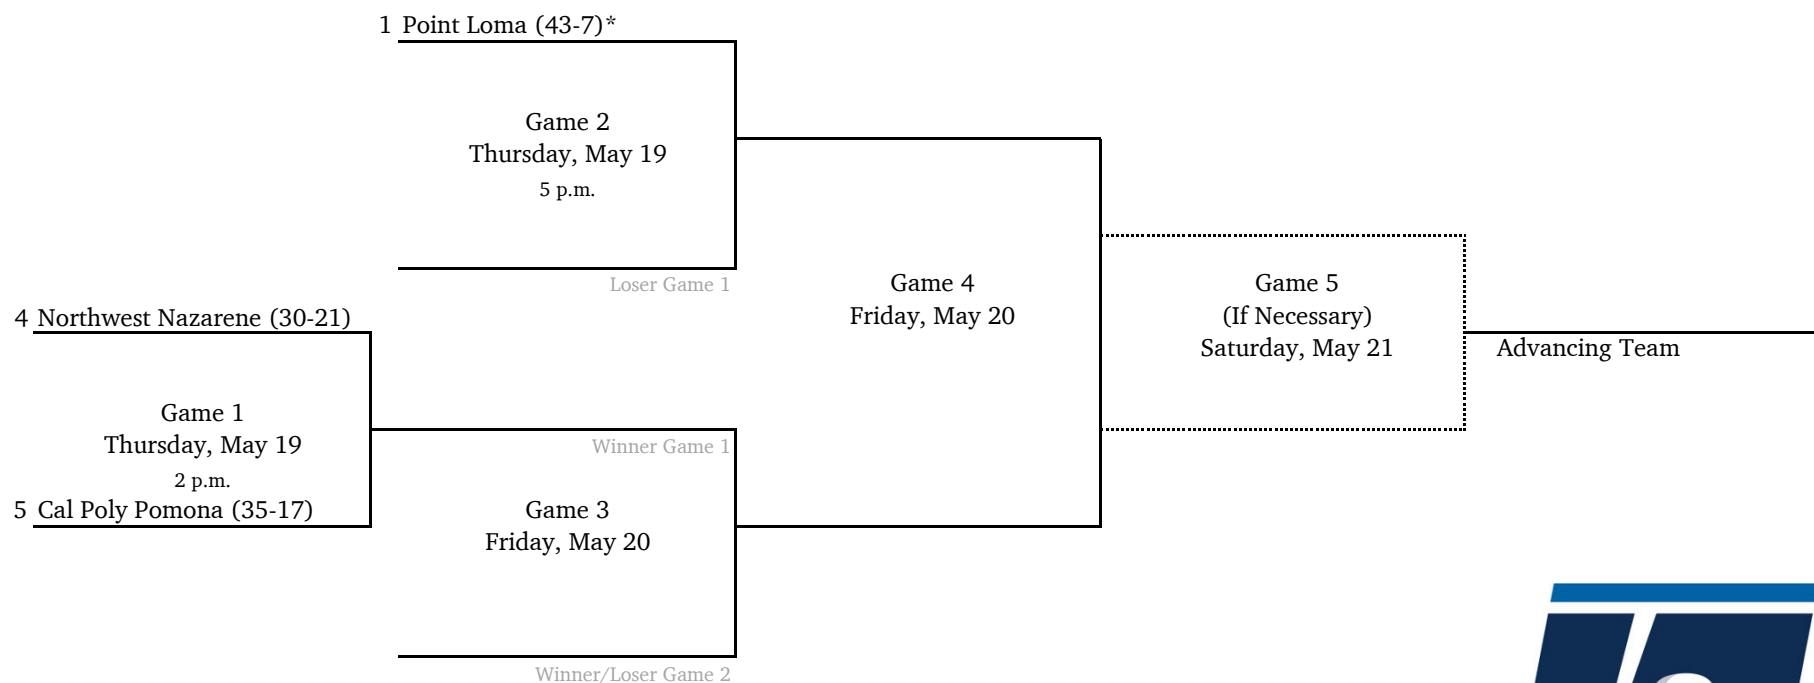 1 Point Loma (43-7)*
Game 2
Thursday, May 19
5 p.m.
Loser Game 1
4 Northwest Nazarene (30-21)
Game 1
Thursday, May 19
2 p.m.
5 Cal Poly Pomona (35-17)
Winner Game 1
Game 3
Friday, May 20
Winner/Loser Game 2
Game 4
Friday, May 20
Game 5
(If Necessary)
Saturday, May 21
Advancing Team